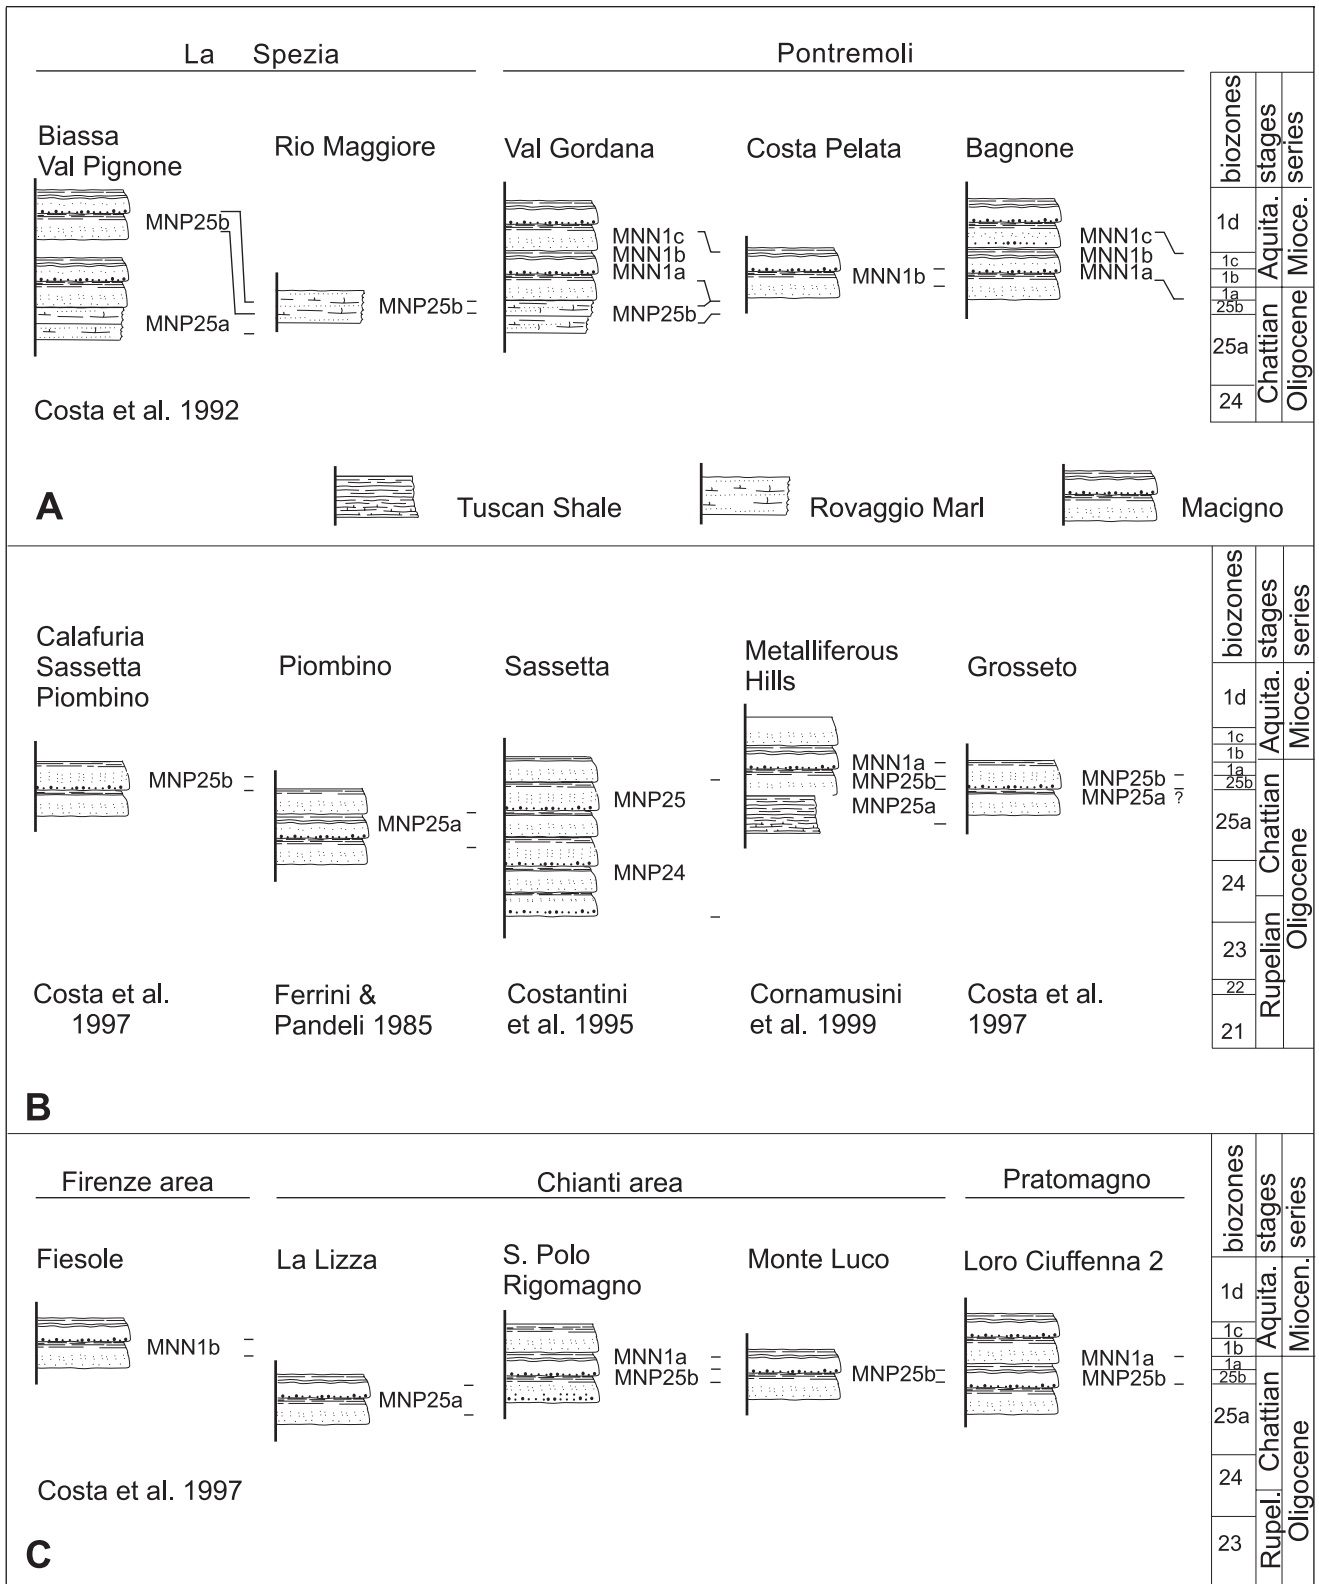 La Spezia
Pontremoli
Biassa
Val Pignone
MNP25b
MNP25a
Rio Maggiore
MNP25b
Val Gordana
MNN1c
MNN1b
MNN1a
MNP25b
Costa Pelata
MNN1b
Bagnone
MNN1c
MNN1b
MNN1a
biozones
stages
series
1d
1c
1b
1a
25b
25a
24
Aquita.
Chattian
Mioce.
Oligocene
Costa et al. 1992
A
Tuscan Shale
Rovaggio Marl
Macigno
Calafuria
Sassetta
Piombino
MNP25b
Piombino
MNP25a
Sassetta
MNP25
MNP24
Metalliferous
Hills
MNN1a
MNP25b
MNP25a
Grosseto
MNP25b
MNP25a ?
biozones
stages
series
1d
1c
1b
1a
25b
25a
24
23
22
21
Aquita.
Chattian
Rupelian
Mioce.
Oligocene
Costa et al.
1997
Ferrini &
Pandeli 1985
Costantini
et al. 1995
Cornamusini
et al. 1999
Costa et al.
1997
B
Firenze area
Chianti area
Pratomagno
Fiesole
MNN1b
La Lizza
MNP25a
S. Polo
Rigomagno
MNN1a
MNP25b
Monte Luco
MNP25b
Loro Ciuffenna 2
MNN1a
MNP25b
biozones
stages
series
1d
1c
1b
1a
25b
25a
24
23
Aquita.
Chattian
Rupel.
Miocen.
Oligocene
Costa et al. 1997
C